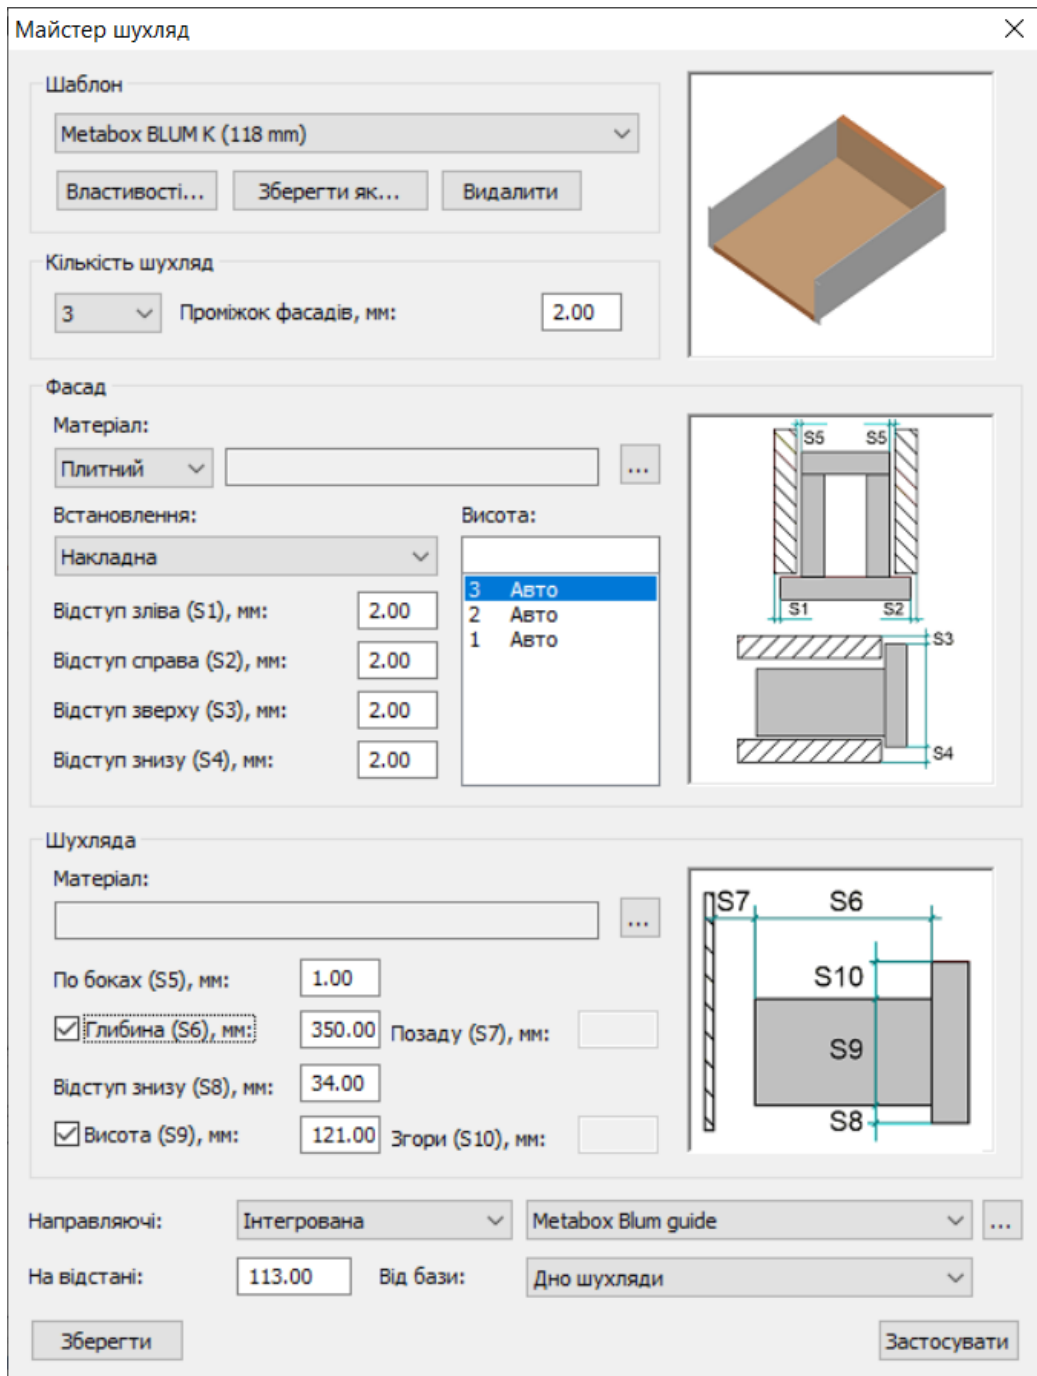 Майстер шухляд
Шаблон
Metabox BLUM K (118 mm)
Властивості... Зберегти як... Видалити
Кількість шухляд
3 Проміжок фасадів, мм: 2.00
Фасад
Матеріал:
Плитний ...
Встановлення: Висота:
Накладна
3 Авто
2 Авто
1 Авто
Відступ зліва (S1), мм: 2.00
Відступ справа (S2), мм: 2.00
Відступ зверху (S3), мм: 2.00
Відступ знизу (S4), мм: 2.00
S5 S5
S1 S2
S3
S4
Шухляда
Матеріал:
...
По боках (S5), мм: 1.00
Глибина (S6), мм: 350.00 Позаду (S7), мм:
Відступ знизу (S8), мм: 34.00
Висота (S9), мм: 121.00 Згори (S10), мм:
S7 S6
S10
S9
S8
Направляючі: Інтегрована Metabox Blum guide ...
На відстані: 113.00 Від бази: Дно шухляди
Зберегти Застосувати